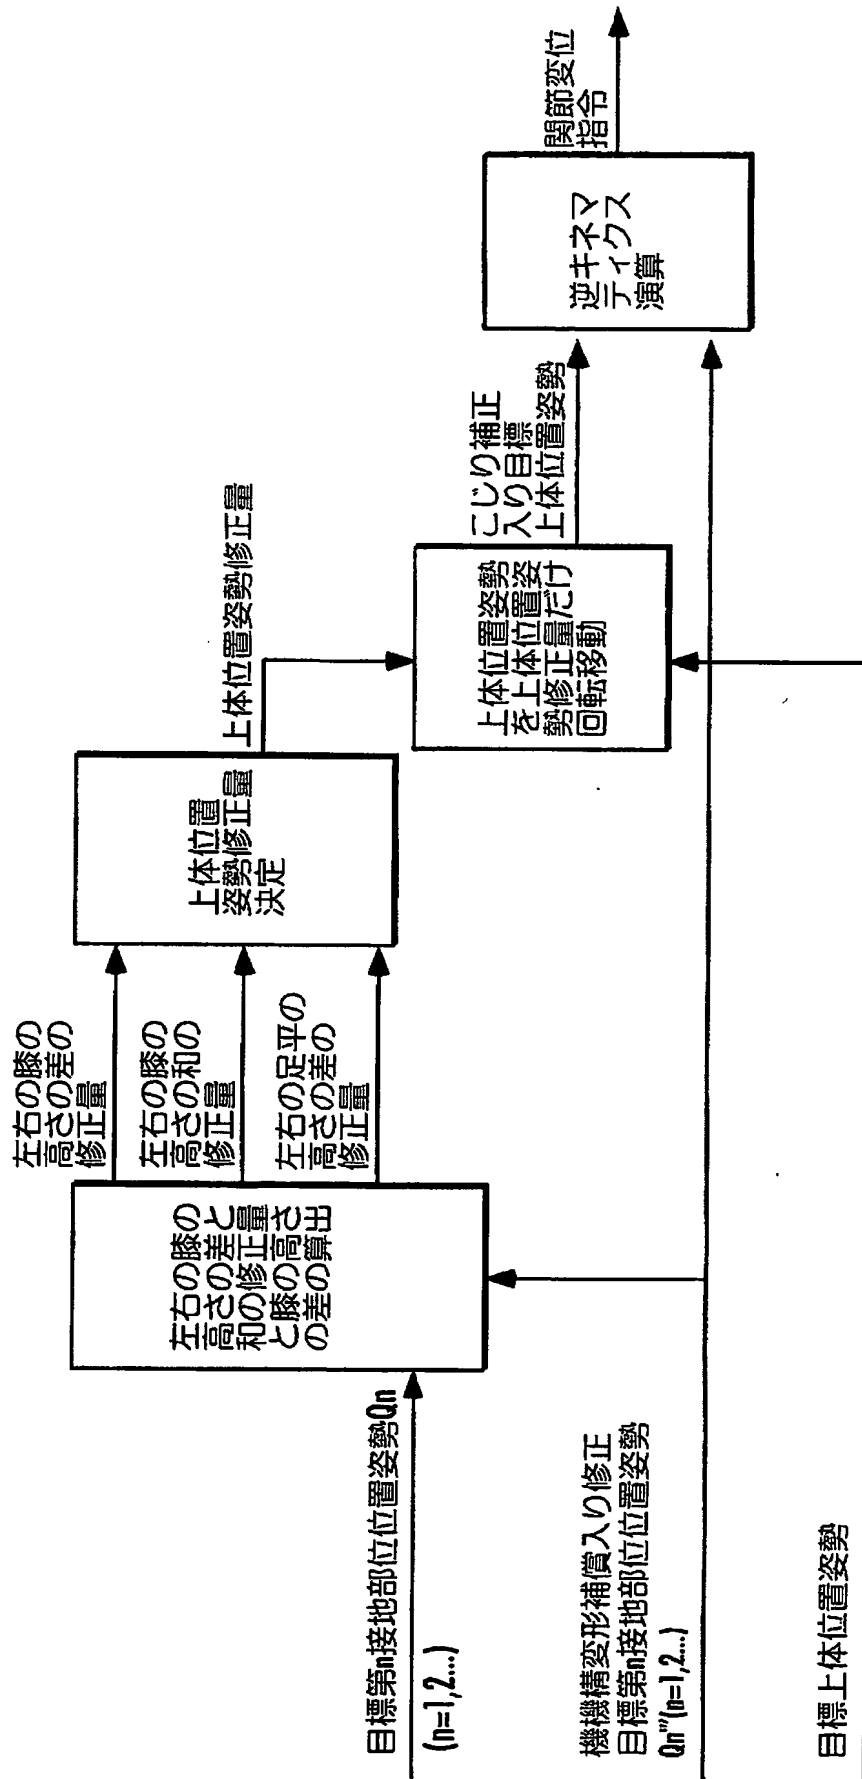 目標第n接地部位位置姿勢Qn
(n=1,2...)
機機構変形補償入り修正
目標第n接地部位位置姿勢
Qn'''(n=1,2...)
目標上体位置姿勢
左右の膝の
高さの差と
和の修正量
と膝の高さ
の差の算出
左右の膝の
高さの差の
修正量
左右の膝の
高さの和の
修正量
左右の足平の
高さの差の
修正量
上体位置
姿勢修正量
決定
上体位置姿勢修正量
上体位置姿勢
を上体位置姿
勢修正量だけ
回転移動
こじり補正
入り目標
上体位置姿勢
逆キネマ
ティクス
演算
関節変位
指令